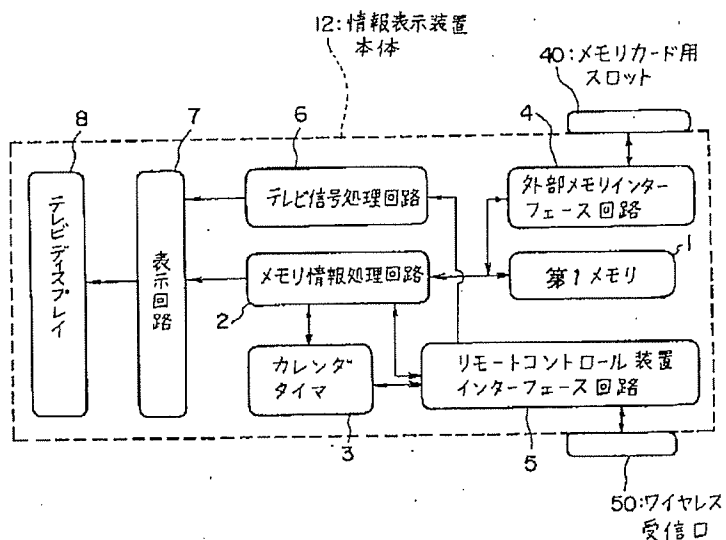 12:情報表示装置
本体
40:メモリカード用
スロット
8
7
6
4
テレビディスプレイ
表示回路
テレビ信号処理回路
外部メモリインター
フェース回路
メモリ情報処理回路
第1メモリ
1
2
カレンダ
タイマ
リモートコントロール装置
インターフェース回路
3
5
50:ワイヤレス
受信口